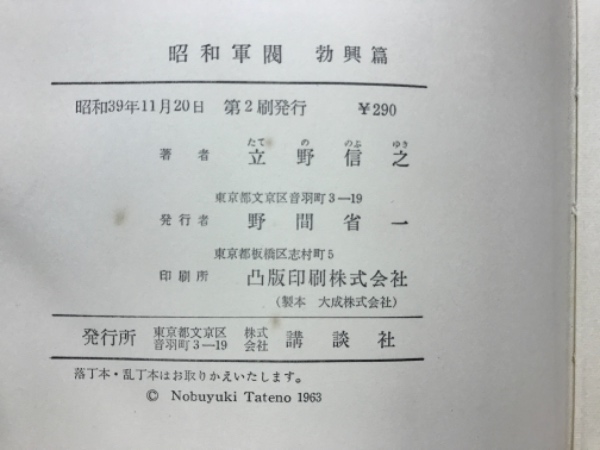 昭和軍閥 勃興篇
昭和39年11月20日 第2刷発行 ¥290
たて の のぶ ゆき
著者 立野信之
東京都文京区音羽町3—19
発行者 野間省一
東京都板橋区志村町5
印刷所 凸版印刷株式会社
(製本 大成株式会社)
発行所 東京都文京区音羽町3—19 株式会社 講談社
落丁本・乱丁本はお取りかえいたします。
© Nobuyuki Tateno 1963